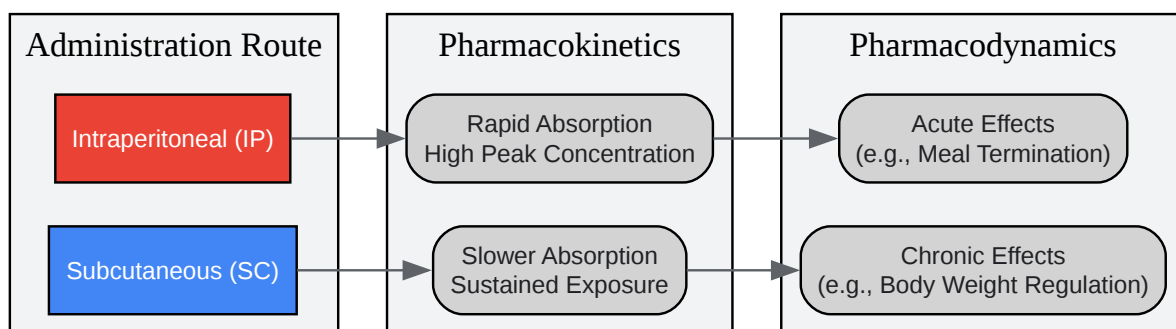 Administration Route
Intraperitoneal (IP)
Subcutaneous (SC)
Pharmacokinetics
Rapid Absorption
High Peak Concentration
Slower Absorption
Sustained Exposure
Pharmacodynamics
Acute Effects
(e.g., Meal Termination)
Chronic Effects
(e.g., Body Weight Regulation)